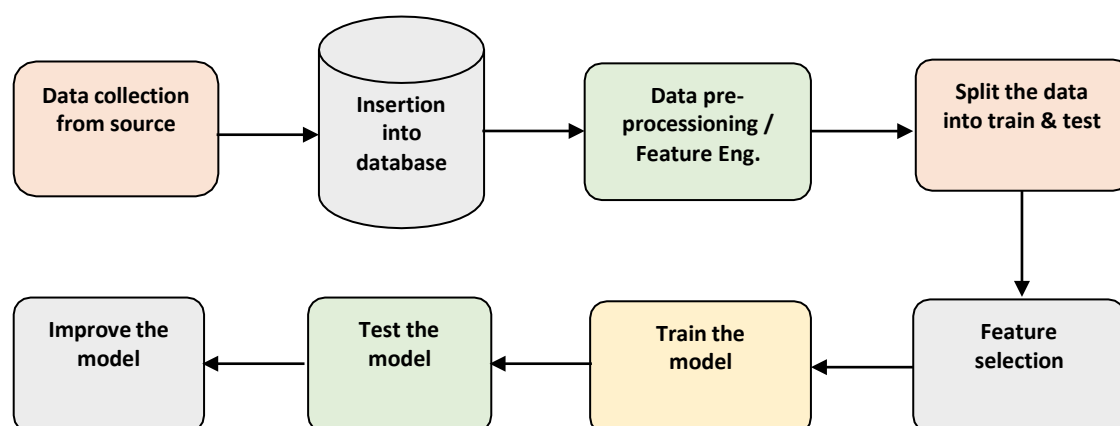 Data collection
from source
Insertion
into
database
Data pre-
processioning /
Feature Eng.
Split the data
into train & test
Improve the
model
Test the
model
Train the
model
Feature
selection